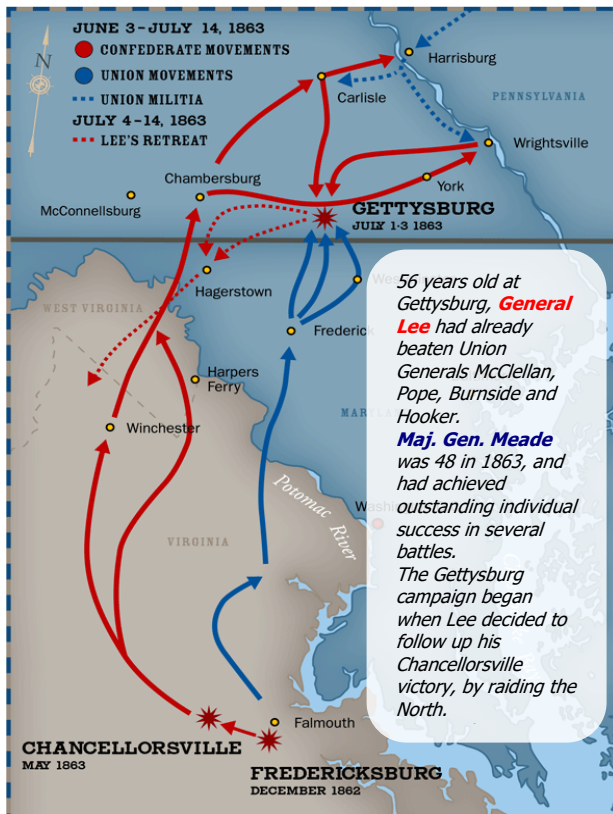 JUNE 3–JULY 14, 1863
CONFEDERATE MOVEMENTS
UNION MOVEMENTS
UNION MILITIA
JULY 4–14, 1863
LEE'S RETREAT
N
Harrisburg
Carlisle
PENNSYLVANIA
Wrightsville
Chambersburg
York
McConnellsburg
GETTYSBURG
JULY 1-3 1863
Hagerstown
WEST VIRGINIA
Frederick
Harpers
Ferry
Winchester
MARYLAND
Potomac River
VIRGINIA
Falmouth
CHANCELLORSVILLE
MAY 1863
FREDERICKSBURG
DECEMBER 1862
56 years old at
Gettysburg, General
Lee had already
beaten Union
Generals McClellan,
Pope, Burnside and
Hooker.
Maj. Gen. Meade
was 48 in 1863, and
had achieved
outstanding individual
success in several
battles.
The Gettysburg
campaign began
when Lee decided to
follow up his
Chancellorsville
victory, by raiding the
North.